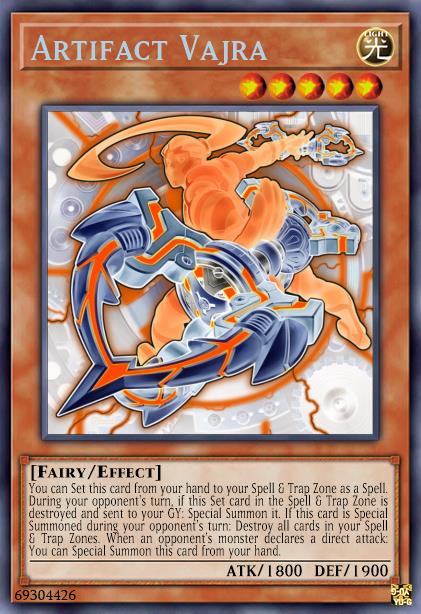 ARTIFACT VAJRA
LIGHT
光
[FAIRY/EFFECT]
You can Set this card from your hand to your Spell & Trap Zone as a Spell.
During your opponent's turn, if this Set card in the Spell & Trap Zone is
destroyed and sent to your GY: Special Summon it. If this card is Special
Summoned during your opponent's turn: Destroy all cards in your Spell
& Trap Zones. When an opponent's monster declares a direct attack:
You can Special Summon this card from your hand.
ATK/1800 DEF/1900
69304426